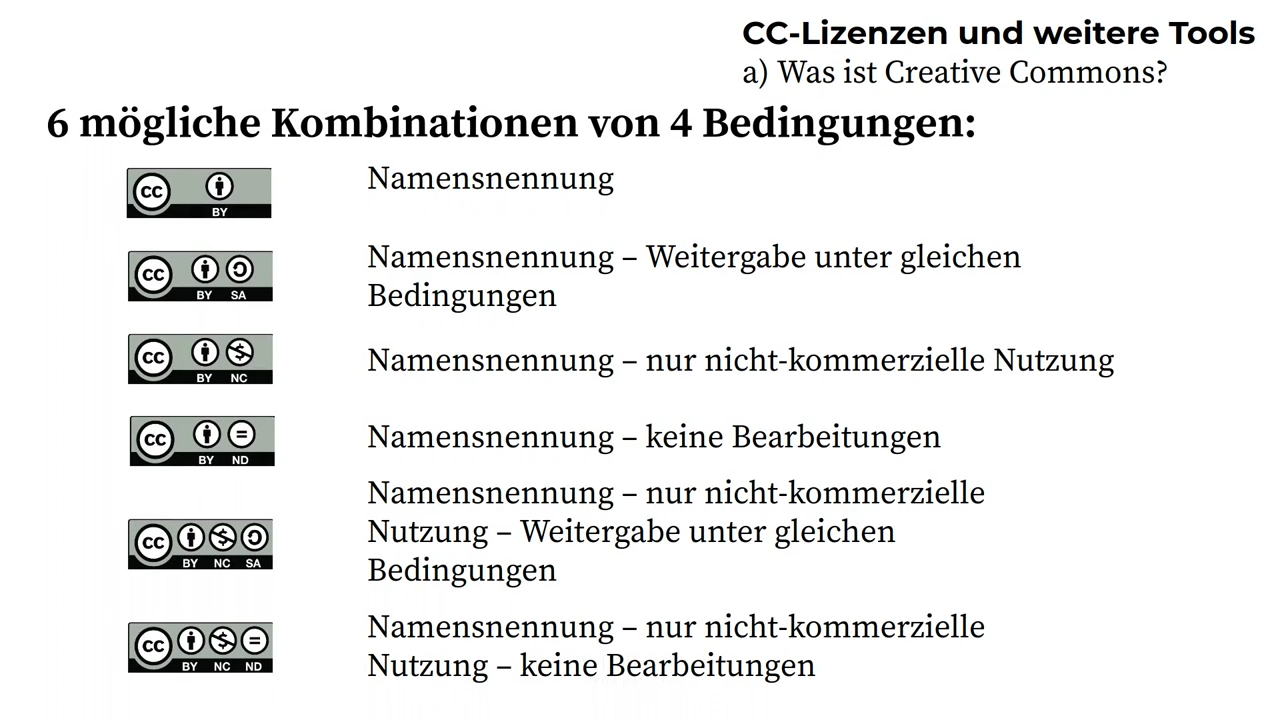 CC-Lizenzen und weitere Tools
a) Was ist Creative Commons?
6 mögliche Kombinationen von 4 Bedingungen:
cc BY
Namensnennung
cc BY SA
Namensnennung – Weitergabe unter gleichen
Bedingungen
cc BY NC
Namensnennung – nur nicht-kommerzielle Nutzung
cc BY ND
Namensnennung – keine Bearbeitungen
cc BY NC SA
Namensnennung – nur nicht-kommerzielle
Nutzung – Weitergabe unter gleichen
Bedingungen
cc BY NC ND
Namensnennung – nur nicht-kommerzielle
Nutzung – keine Bearbeitungen